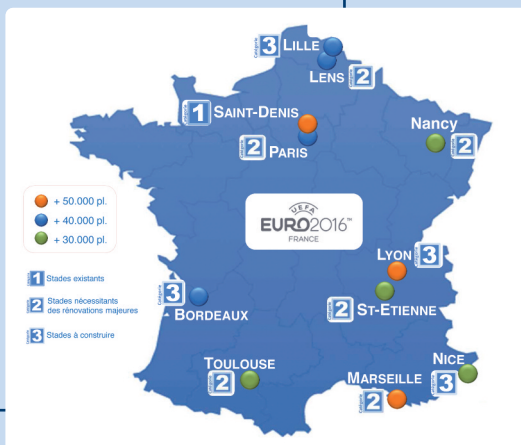 3 LILLE
LENS 2
1 SAINT-DENIS
Nancy
2
2 PARIS
+ 50.000 pl.
+ 40.000 pl.
+ 30.000 pl.
UEFA
EURO2016™
FRANCE
LYON 3
1 Stades existants
2 Stades nécessitants
des rénovations majeures
3 Stades à construire
3
BORDEAUX
2 ST-ETIENNE
TOULOUSE
2
NICE
3
MARSEILLE
2